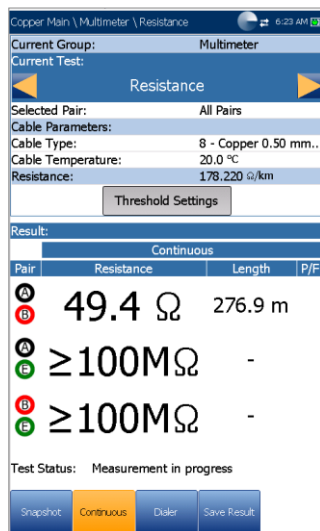 Copper Main \ Multimeter \ Resistance 6:23 AM
Current Group: Multimeter
Current Test:
Resistance
Selected Pair: All Pairs
Cable Parameters:
Cable Type: 8 - Copper 0.50 mm..
Cable Temperature: 20.0 ºC
Resistance: 178.220 Ω/km
Threshold Settings
Result:
Continuous
Pair Resistance Length P/F
A
B 49.4 Ω 276.9 m
A
E ≥100MΩ -
B
E ≥100MΩ -
Test Status: Measurement in progress
Snapshot Continuous Dialer Save Result